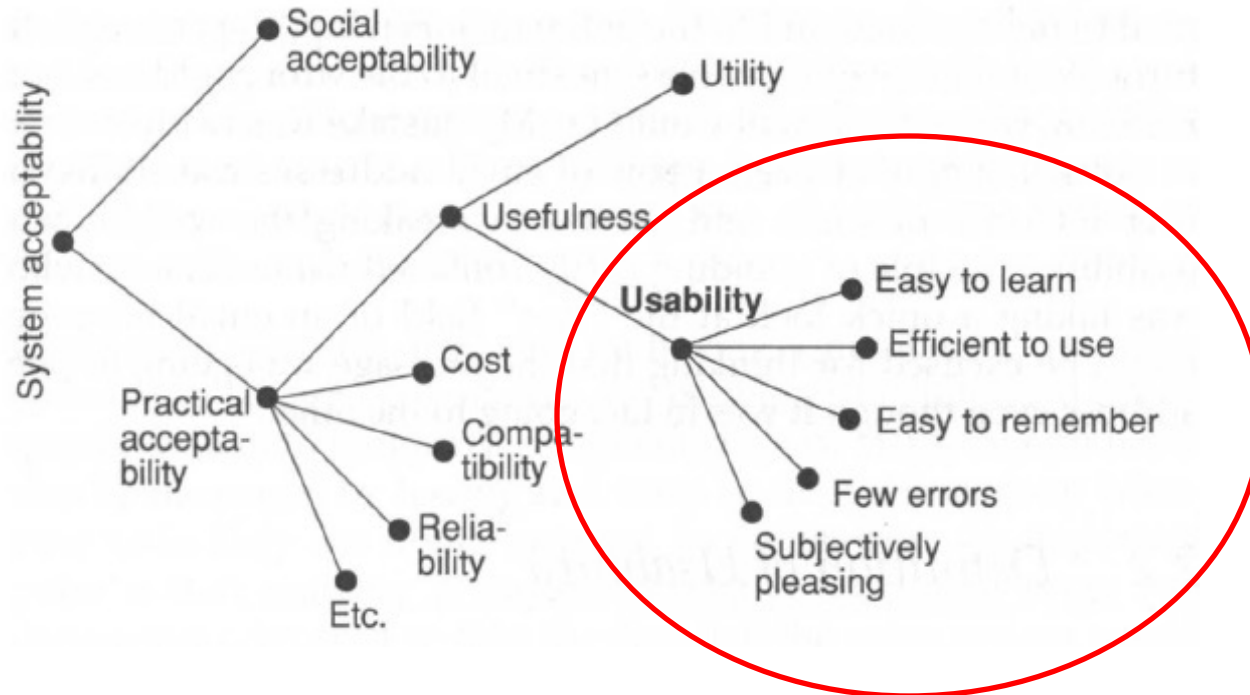 System acceptability
Social
acceptability
Practical
accepta-
bility
Usefulness
Utility
Usability
Easy to learn
Efficient to use
Easy to remember
Few errors
Subjectively
pleasing
Cost
Compa-
tibility
Relia-
bility
Etc.